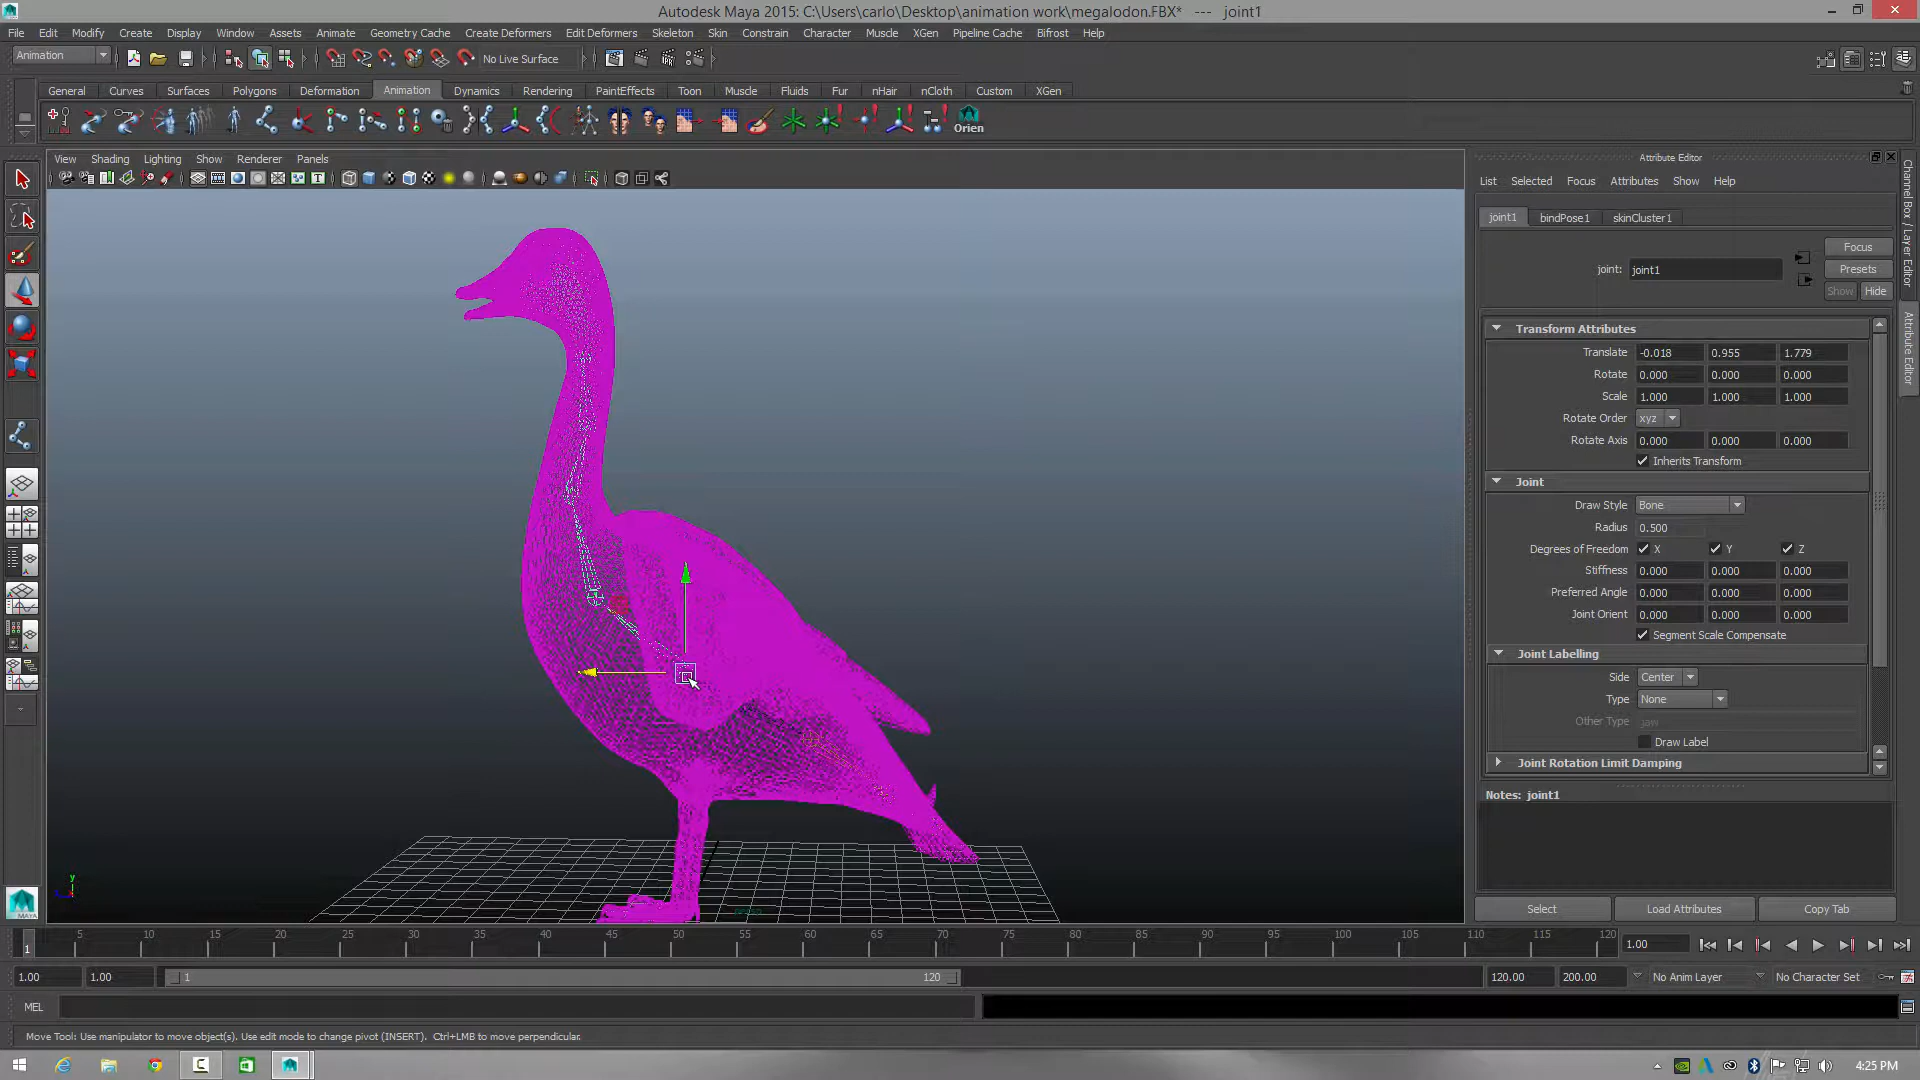 Autodesk Maya 2015: C:\Users\carlo\Desktop\animation work\megalodon.FBX* --- joint1
File Edit Modify Create Display Window Assets Animate Geometry Cache Create Deformers Edit Deformers Skeleton Skin Constrain Character Muscle XGen Pipeline Cache Bifrost Help
Animation No Live Surface
General Curves Surfaces Polygons Deformation Animation Dynamics Rendering PaintEffects Toon Muscle Fluids Fur nHair nCloth Custom XGen
Orien
View Shading Lighting Show Renderer Panels
Attribute Editor
List Selected Focus Attributes Show Help
joint1 bindPose1 skinCluster1
Focus
joint: joint1
Presets
Show Hide
Transform Attributes
Translate -0.018 0.955 1.779
Rotate 0.000 0.000 0.000
Scale 1.000 1.000 1.000
Rotate Order xyz
Rotate Axis 0.000 0.000 0.000
Inherits Transform
Joint
Draw Style Bone
Radius 0.500
Degrees of Freedom X Y Z
Stiffness 0.000 0.000 0.000
Preferred Angle 0.000 0.000 0.000
Joint Orient 0.000 0.000 0.000
Segment Scale Compensate
Joint Labelling
Side Center
Type None
Other Type jaw
Draw Label
Joint Rotation Limit Damping
Notes: joint1
Select Load Attributes Copy Tab
Channel Box / Layer Editor
Attribute Editor
y
persp
MAYA
1 5 10 15 20 25 30 35 40 45 50 55 60 65 70 75 80 85 90 95 100 105 110 115 120 1.00
1.00 1.00 1 120 120.00 200.00 No Anim Layer No Character Set
MEL
Move Tool: Use manipulator to move object(s). Use edit mode to change pivot (INSERT). Ctrl+LMB to move perpendicular.
4:25 PM